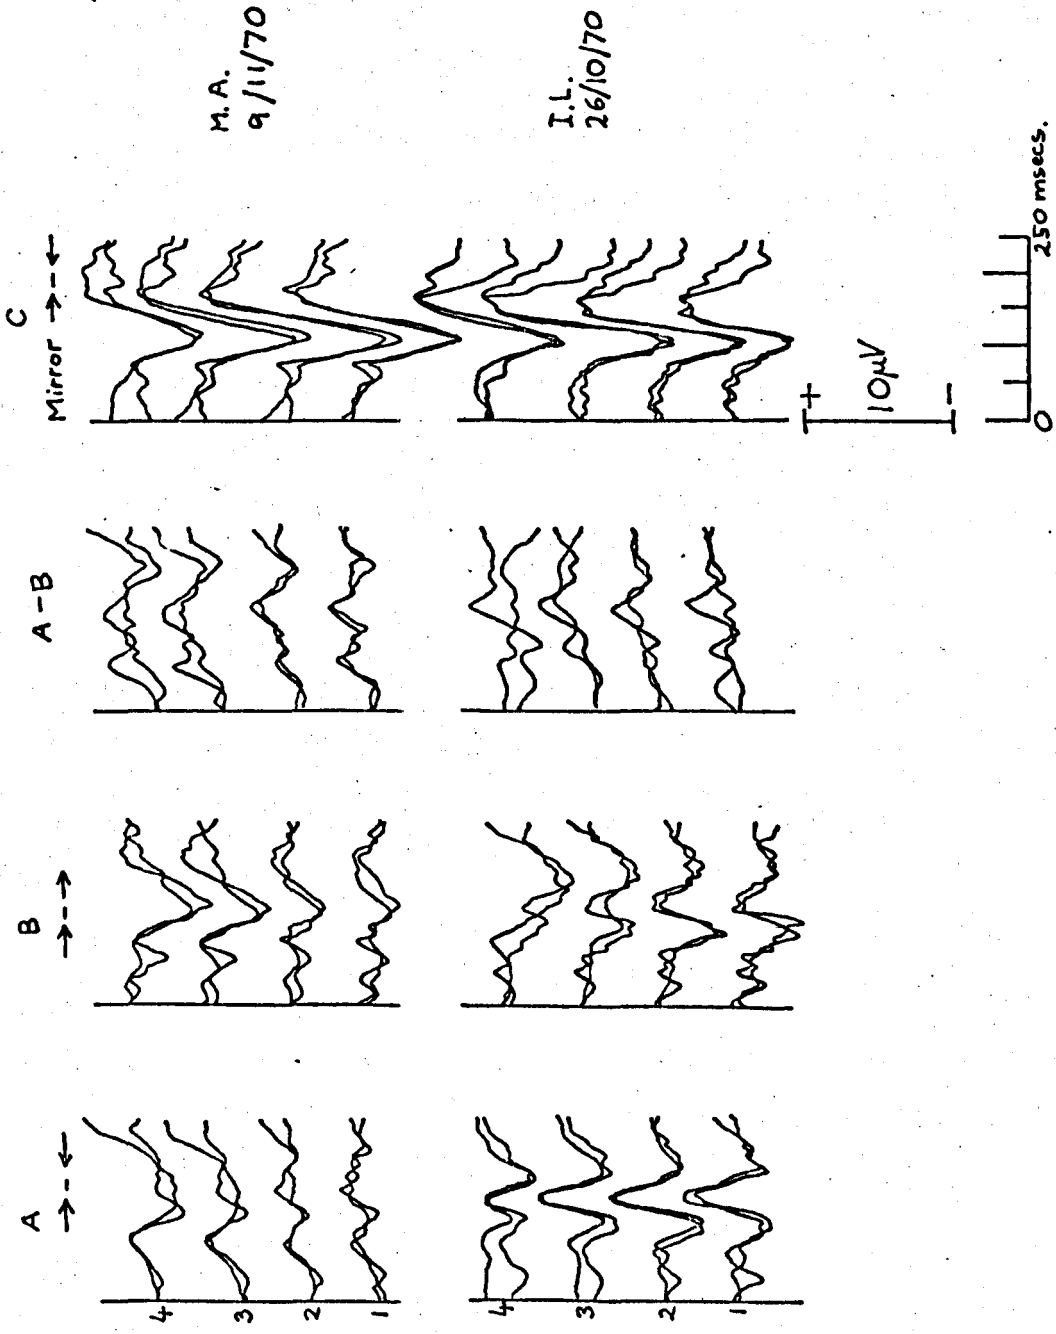 A B A - B C
↓ - ↑ ↓ - ↓ Mirror ↓ - ↑
4
3
2
1
M.A.
9/11/70
4
3
2
1
I.L.
26/10/70
+
10μV
-
0 250 msecs.